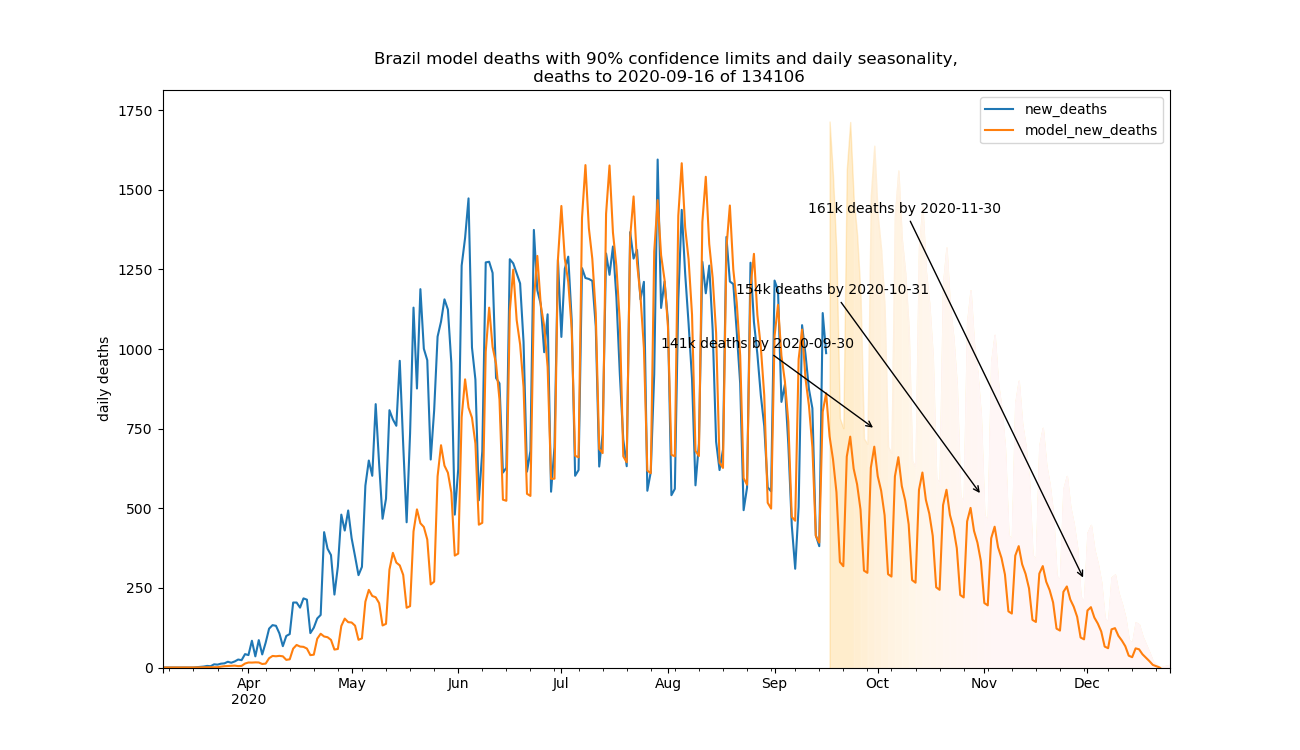 Brazil model deaths with 90% confidence limits and daily seasonality,
deaths to 2020-09-16 of 134106
new_deaths
model_new_deaths
161k deaths by 2020-11-30
154k deaths by 2020-10-31
141k deaths by 2020-09-30
daily deaths
1750
1500
1250
1000
750
500
250
0
Apr
2020
May
Jun
Jul
Aug
Sep
Oct
Nov
Dec